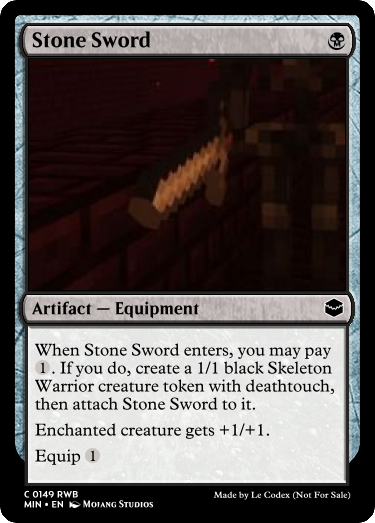 Stone Sword
Artifact — Equipment
When Stone Sword enters, you may pay
1. If you do, create a 1/1 black Skeleton
Warrior creature token with deathtouch,
then attach Stone Sword to it.
Enchanted creature gets +1/+1.
Equip 1
C 0149 RWB
MIN • EN Mojang Studios
Made by Le Codex (Not For Sale)